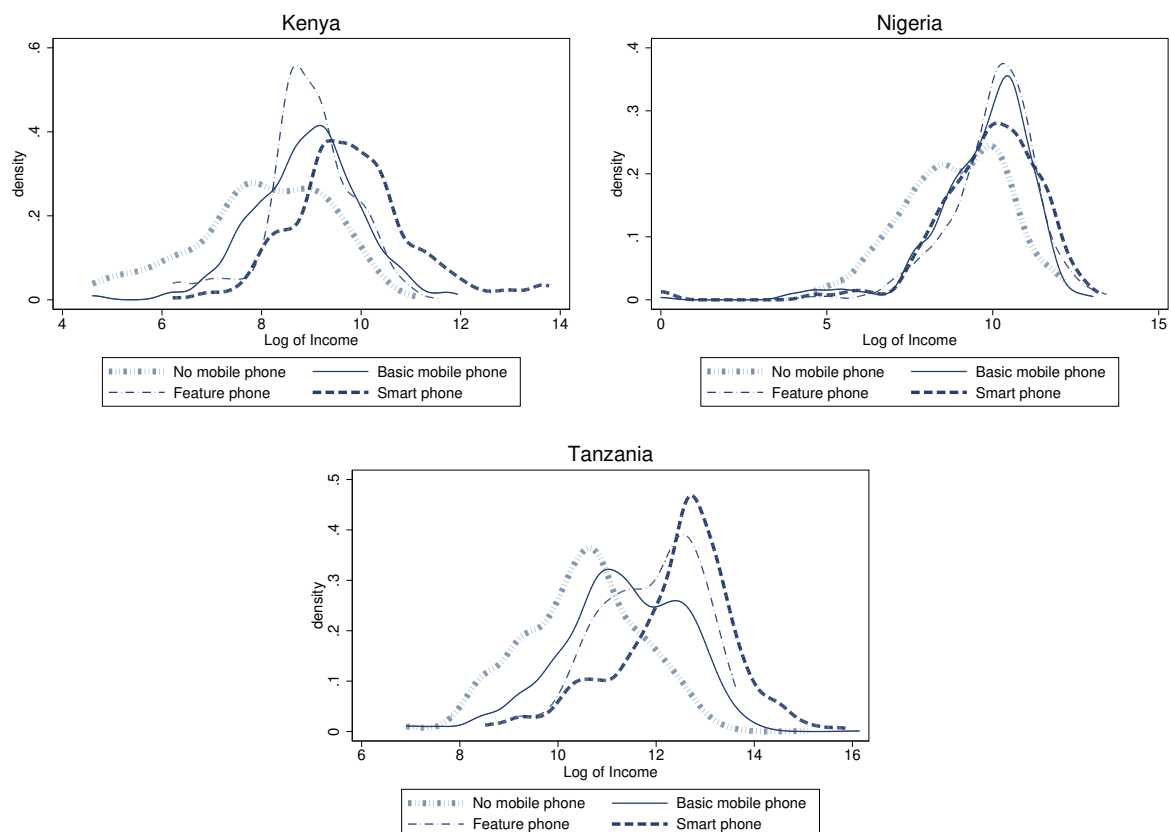 Kenya
.6
.4
.2
0
density
4 6 8 10 12 14
Log of Income
No mobile phone Basic mobile phone
Feature phone Smart phone
Nigeria
.4
.3
.2
.1
0
density
0 5 10 15
Log of Income
No mobile phone Basic mobile phone
Feature phone Smart phone
Tanzania
.5
.4
.3
.2
.1
0
density
6 8 10 12 14 16
Log of Income
No mobile phone Basic mobile phone
Feature phone Smart phone